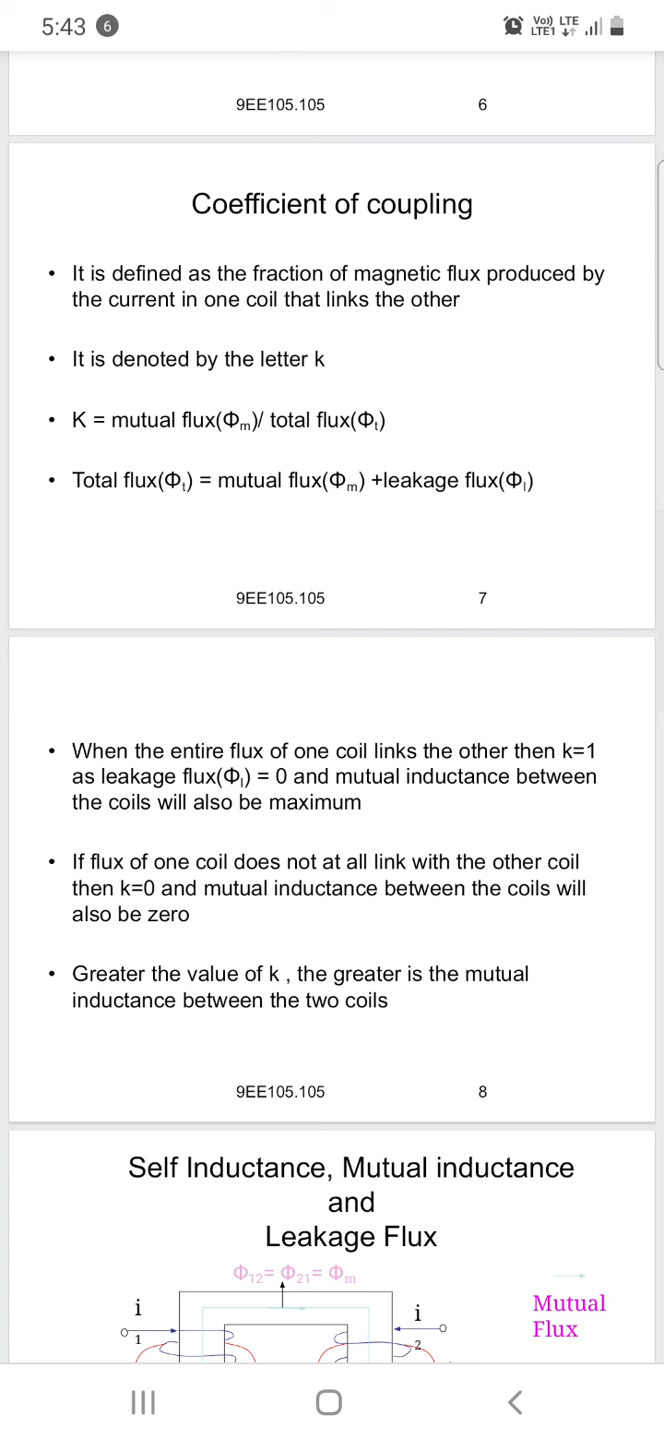 5:43 6 Vo)) LTE
LTE1
9EE105.105 6
Coefficient of coupling
• It is defined as the fraction of magnetic flux produced by
the current in one coil that links the other
• It is denoted by the letter k
• K = mutual flux(Φm)/ total flux(Φt)
• Total flux(Φt) = mutual flux(Φm) +leakage flux(Φl)
9EE105.105 7
• When the entire flux of one coil links the other then k=1
as leakage flux(Φl) = 0 and mutual inductance between
the coils will also be maximum
• If flux of one coil does not at all link with the other coil
then k=0 and mutual inductance between the coils will
also be zero
• Greater the value of k , the greater is the mutual
inductance between the two coils
9EE105.105 8
Self Inductance, Mutual inductance
and
Leakage Flux
Φ12= Φ21= Φm
i
1
i
2
Mutual
Flux